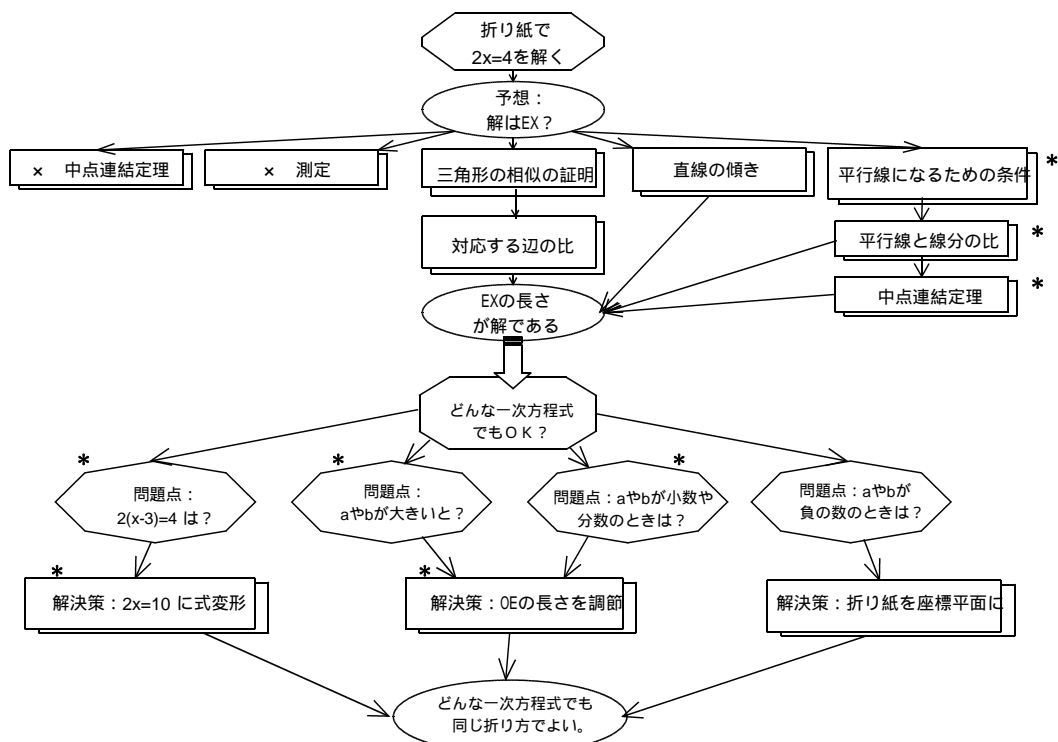 折り紙で
2x=4を解く
予想：
解はEX？
× 中点連結定理
× 測定
三角形の相似の証明
直線の傾き
平行線になるための条件
*
対応する辺の比
平行線と線分の比
*
中点連結定理
*
EXの長さ
が解である
どんな一次方程式
でもＯＫ？
*
問題点：
2(x-3)=4 は？
*
問題点：
aやbが大きいと？
*
問題点：aやbが小数や
分数のときは？
問題点：aやbが
負の数のときは？
*
解決策：2x=10 に式変形
*
解決策：OEの長さを調節
解決策：折り紙を座標平面に
どんな一次方程式でも
同じ折り方でよい。